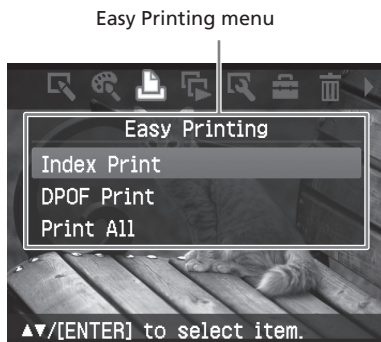 Easy Printing menu
Easy Printing
Index Print
DPOF Print
Print All
▲▼/[ENTER] to select item.